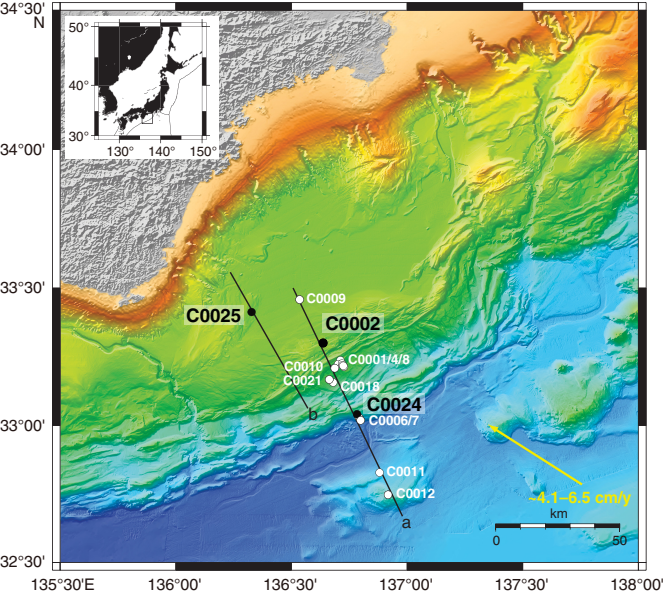 34°30'
N
50°
40°
30°
130°
140°
150°
34°00'
33°30'
33°00'
32°30'
C0009
C0025
C0002
C0001/4/8
C0010
C0021
C0018
b
C0024
C0006/7
C0011
C0012
a
~4.1–6.5 cm/y
km
0
50
135°30'E
136°00'
136°30'
137°00'
137°30'
138°00'